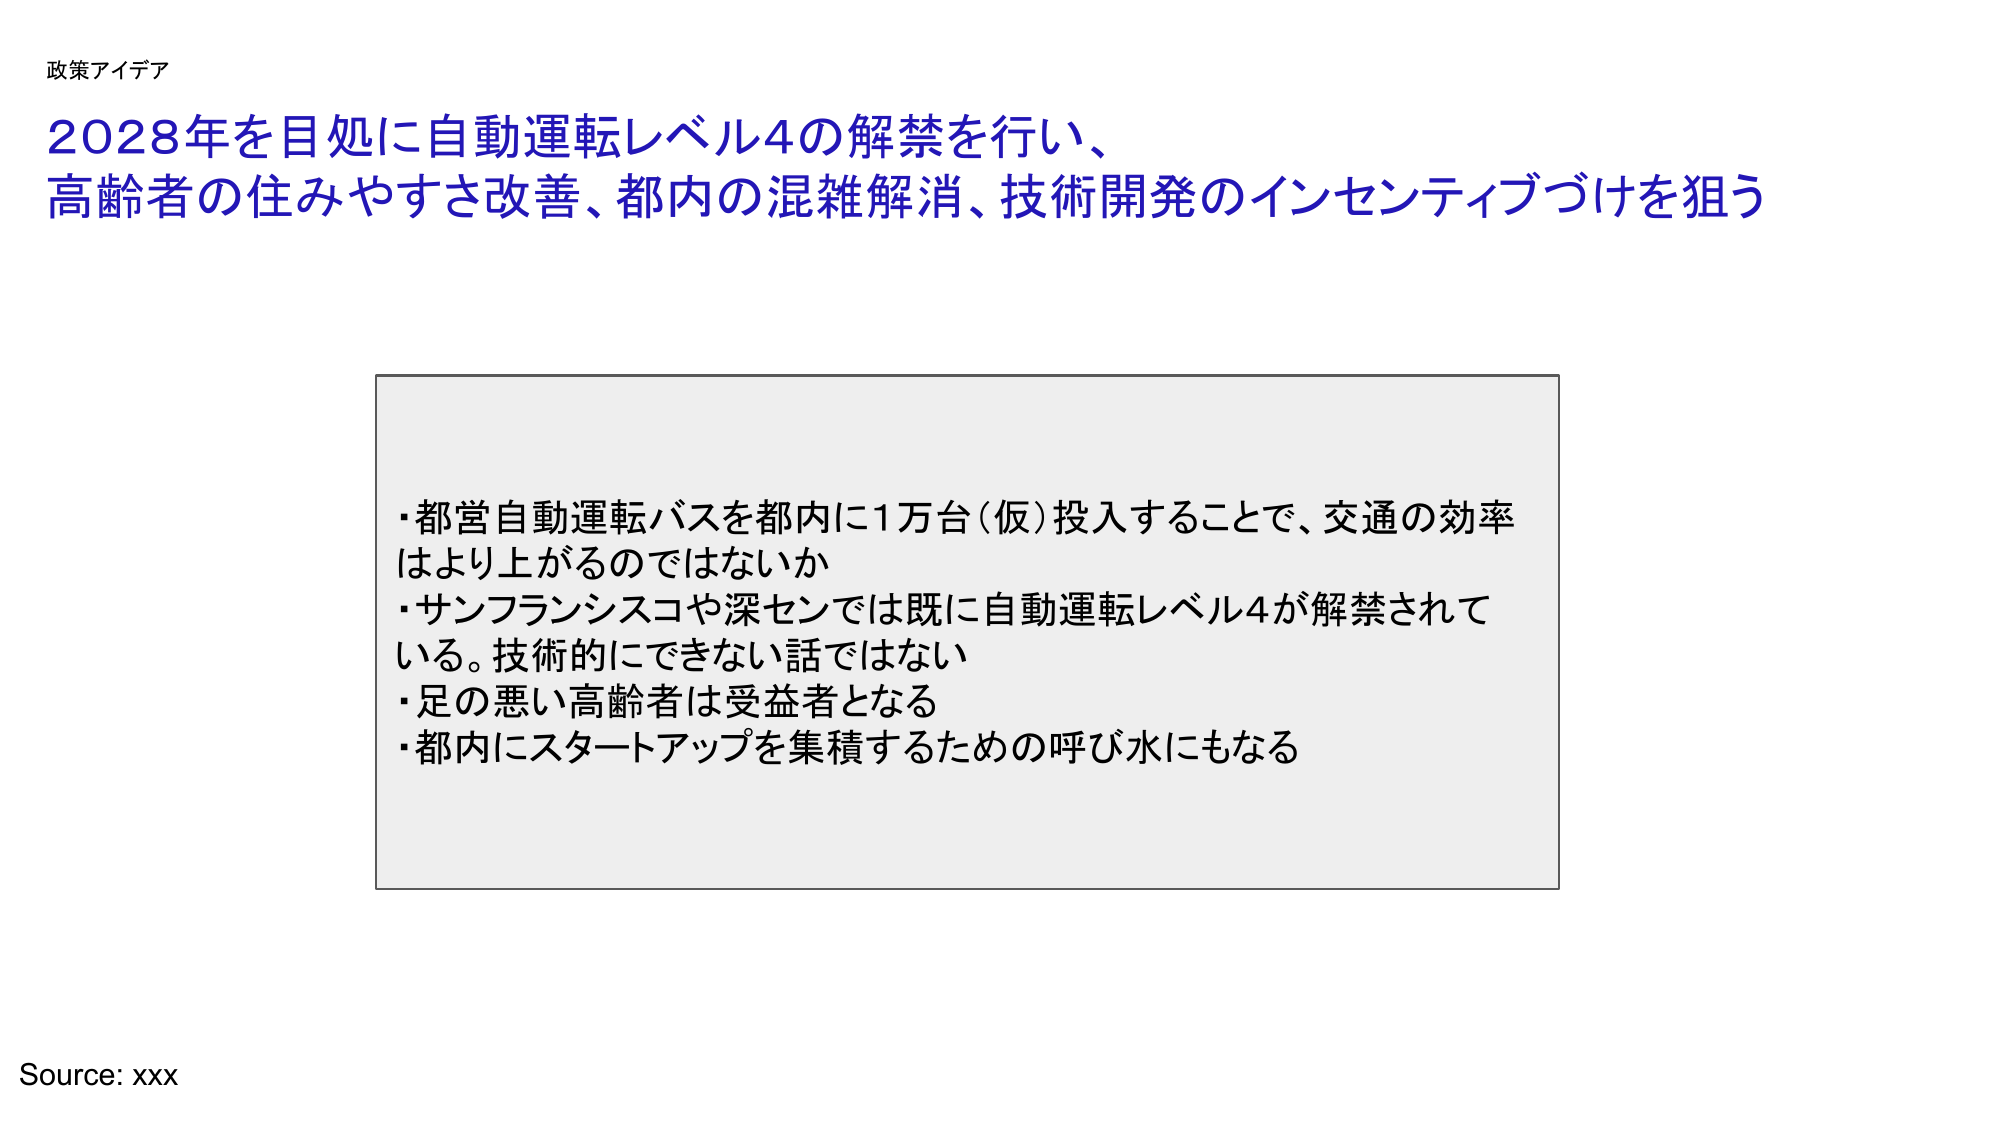 政策アイデア
2028年を目処に自動運転レベル4の解禁を行い、
高齢者の住みやすさ改善、都内の混雑解消、技術開発のインセンティブづけを狙う
・都営自動運転バスを都内に1万台（仮）投入することで、交通の効率
はより上がるのではないか
・サンフランシスコや深センでは既に自動運転レベル4が解禁されて
いる。技術的にできない話ではない
・足の悪い高齢者は受益者となる
・都内にスタートアップを集積するための呼び水にもなる
Source: xxx